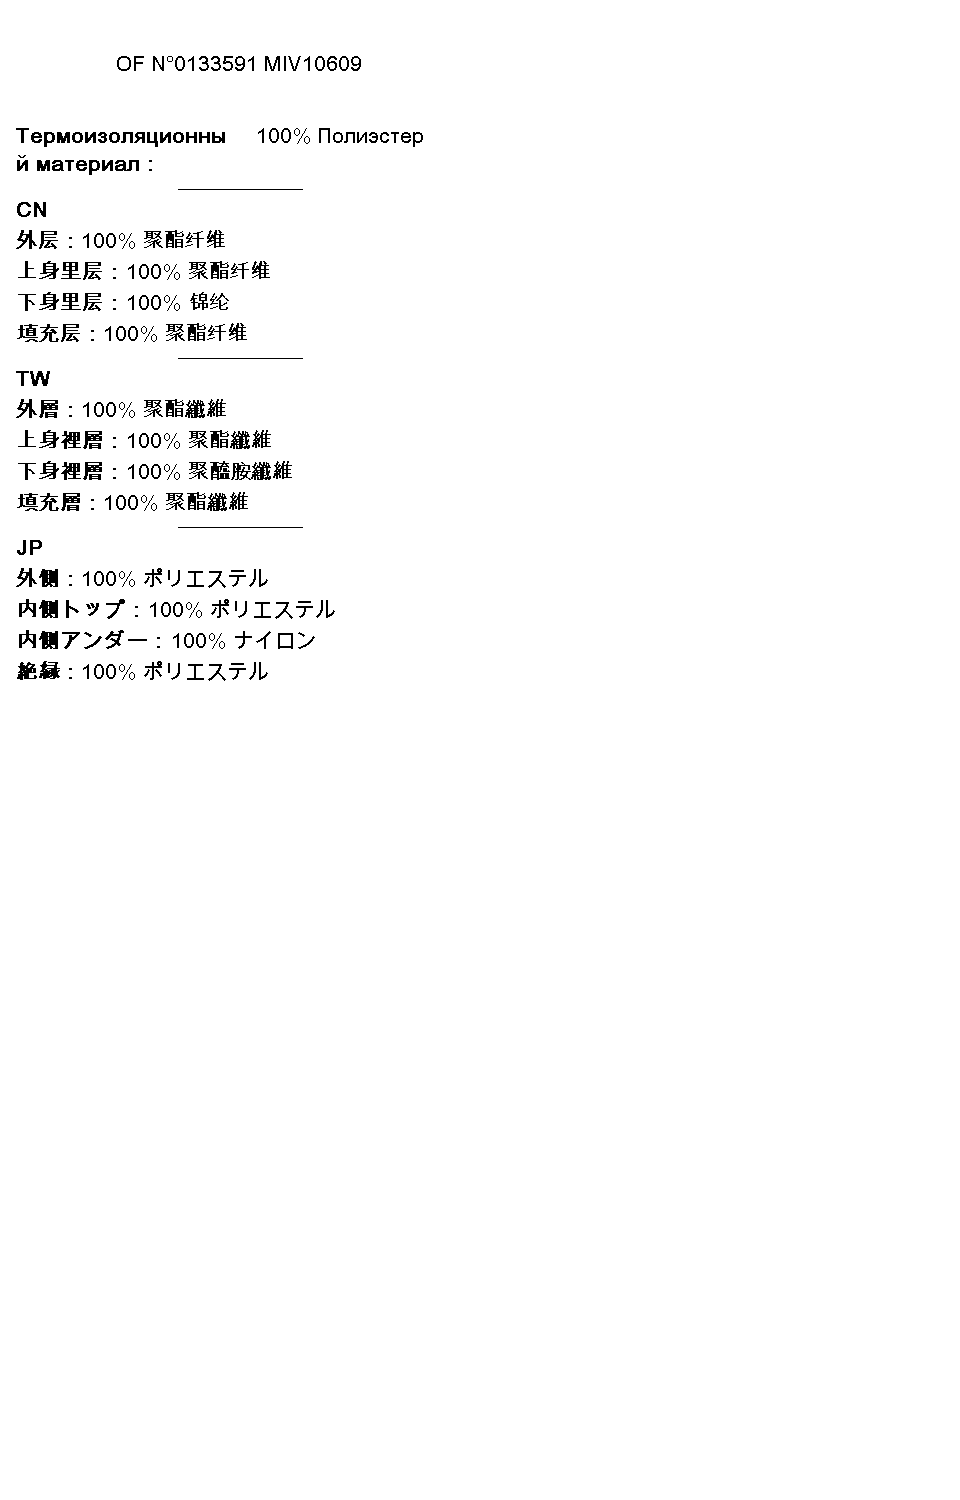 OF N°0133591 MIV10609
Термоизоляционны 100% Полиэстер
й материал :
CN
外层 : 100% 聚酯纤维
上身里层 : 100% 聚酯纤维
下身里层 : 100% 锦纶
填充层 : 100% 聚酯纤维
TW
外層 : 100% 聚酯纖維
上身裡層 : 100% 聚酯纖維
下身裡層 : 100% 聚醯胺纖維
填充層 : 100% 聚酯纖維
JP
外側 : 100% ポリエステル
内側トップ : 100% ポリエステル
内側アンダー : 100% ナイロン
絶縁 : 100% ポリエステル